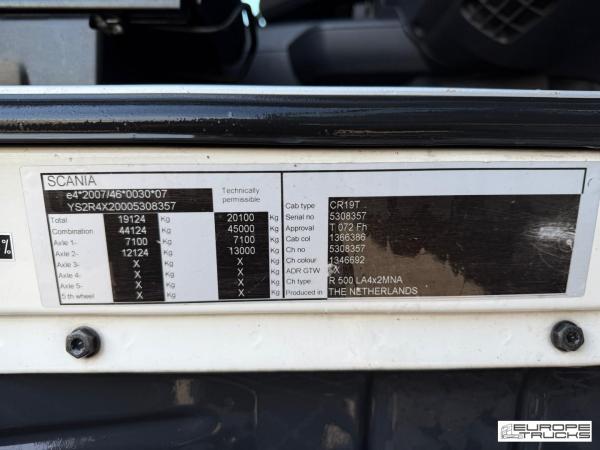 SCANIA
e4*2007/46*0030*07
YS2R4X20005308357
Technically permissible
Total 19124 Kg 20100 Kg
Combination 44124 Kg 45000 Kg
Axle 1- 7100 Kg 7100 Kg
Axle 2- 12124 Kg 13000 Kg
Axle 3- X Kg X Kg
Axle 4- X Kg X Kg
Axle 5- X Kg X Kg
5 th wheel X Kg X Kg
Cab type CR19T
Serial no 5308357
Approval T 072 Fh
Cab col 1366386
Ch no 5308357
Ch colour 1346692
ADR GTW X
Ch type R 500 LA4x2MNA
Produced in THE NETHERLANDS
%
EUROPE
TRUCKS